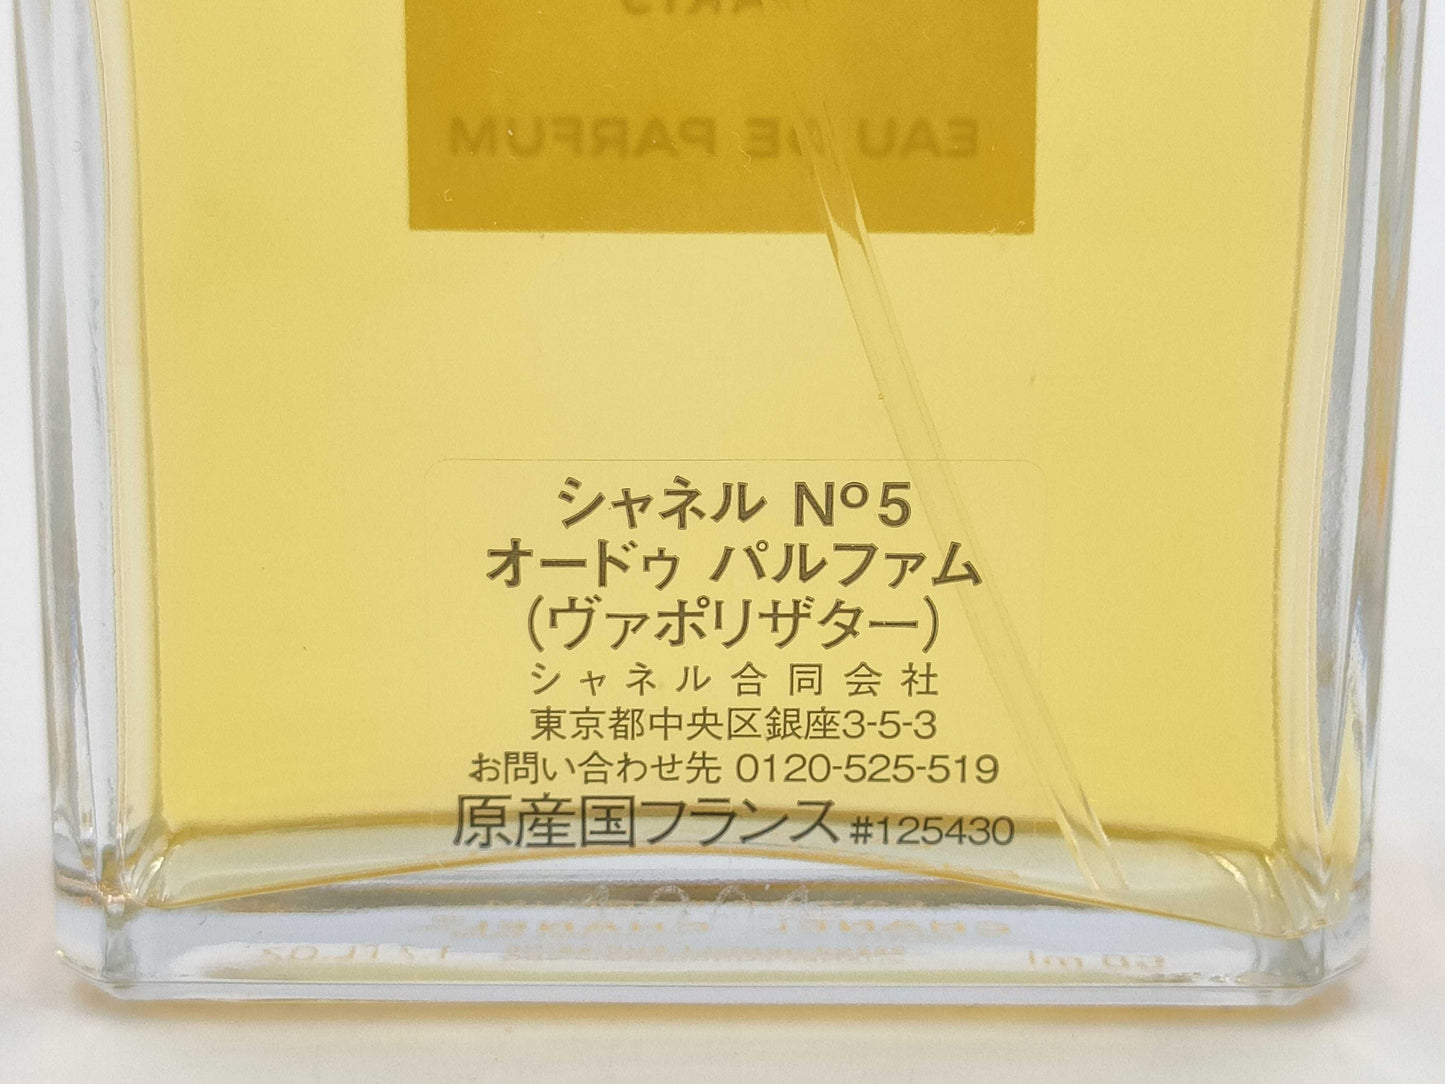 PARIS
EAU DE PARFUM
シャネル Nº5
オードゥ パルファム
(ヴァポリザター)
シャネル合同会社
東京都中央区銀座3-5-3
お問い合わせ先 0120-525-519
原産国フランス #125430